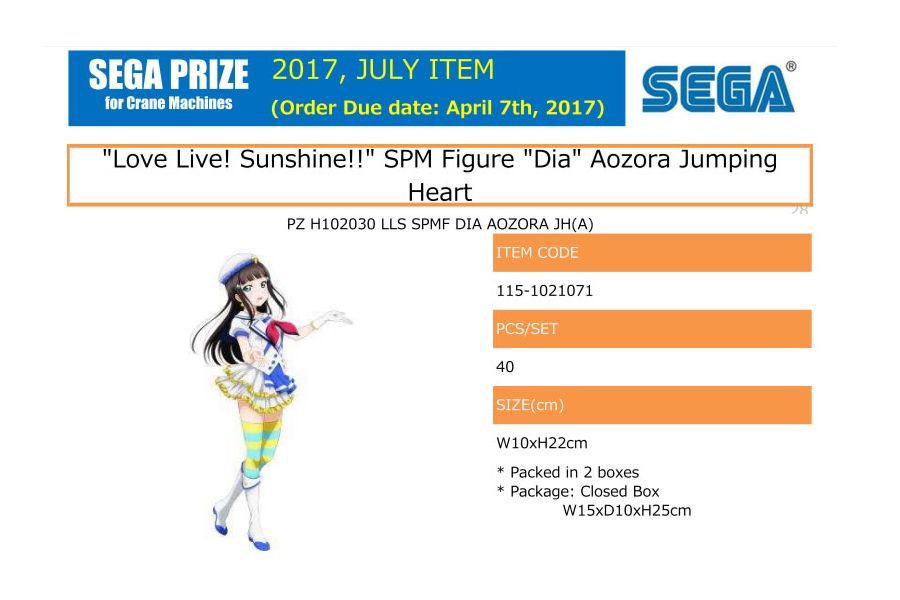 SEGA PRIZE
for Crane Machines
2017, JULY ITEM
(Order Due date: April 7th, 2017)
SEGA®
"Love Live! Sunshine!!" SPM Figure "Dia" Aozora Jumping
Heart
28
PZ H102030 LLS SPMF DIA AOZORA JH(A)
ITEM CODE
115-1021071
PCS/SET
40
SIZE(cm)
W10xH22cm
* Packed in 2 boxes
* Package: Closed Box
W15xD10xH25cm